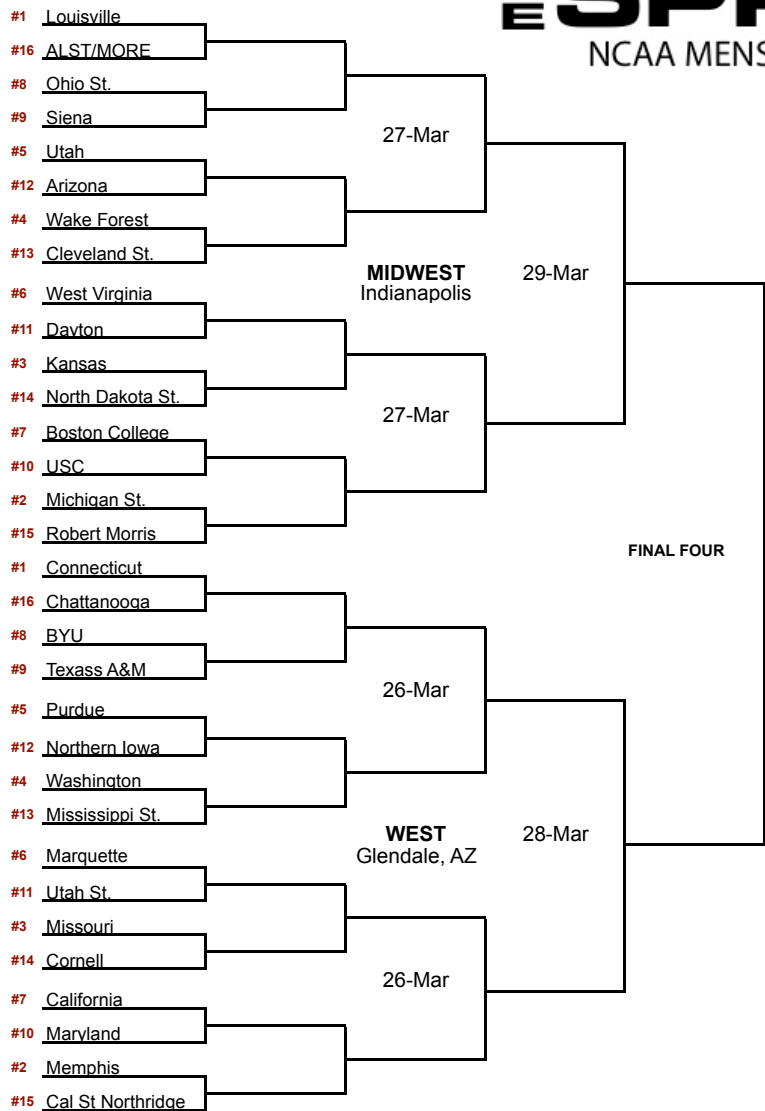 E SPN
NCAA MENS
#1 Louisville
#16 ALST/MORE
#8 Ohio St.
#9 Siena
27-Mar
#5 Utah
#12 Arizona
#4 Wake Forest
#13 Cleveland St.
MIDWEST
Indianapolis
29-Mar
#6 West Virginia
#11 Dayton
#3 Kansas
#14 North Dakota St.
27-Mar
#7 Boston College
#10 USC
#2 Michigan St.
#15 Robert Morris
FINAL FOUR
#1 Connecticut
#16 Chattanooga
#8 BYU
#9 Texass A&M
26-Mar
#5 Purdue
#12 Northern Iowa
#4 Washington
#13 Mississippi St.
WEST
Glendale, AZ
28-Mar
#6 Marquette
#11 Utah St.
#3 Missouri
#14 Cornell
26-Mar
#7 California
#10 Maryland
#2 Memphis
#15 Cal St Northridge